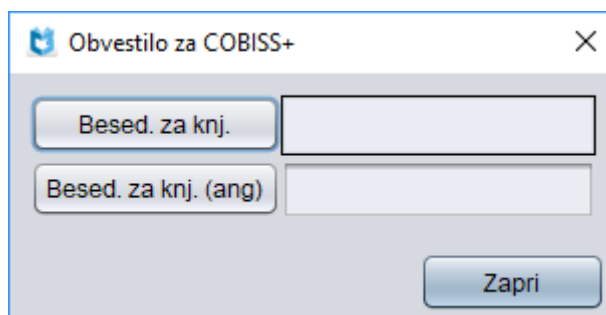 Obvestilo za COBISS+
Besed. za knj.
Besed. za knj. (ang)
Zapri